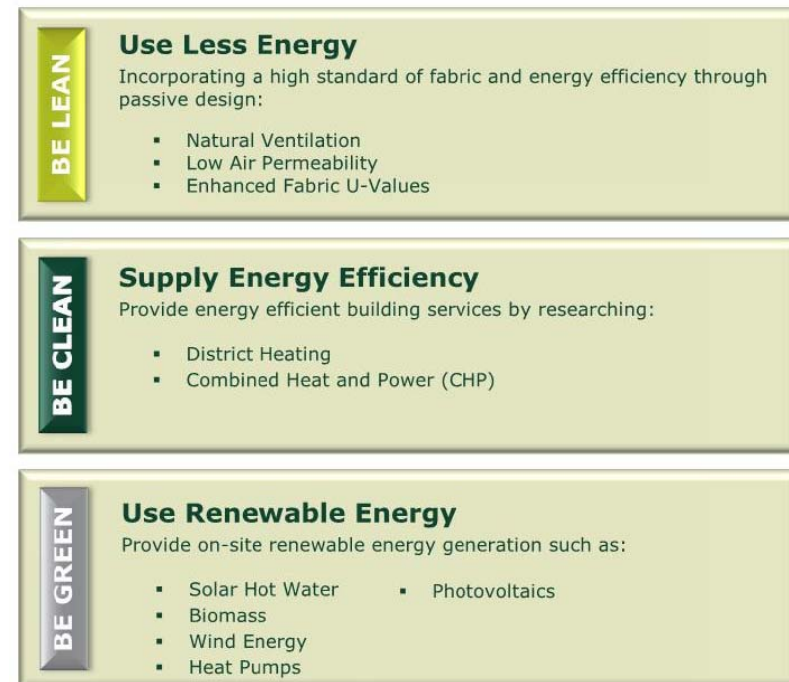 BE LEAN
Use Less Energy
Incorporating a high standard of fabric and energy efficiency through
passive design:
▪ Natural Ventilation
▪ Low Air Permeability
▪ Enhanced Fabric U-Values
BE CLEAN
Supply Energy Efficiency
Provide energy efficient building services by researching:
▪ District Heating
▪ Combined Heat and Power (CHP)
BE GREEN
Use Renewable Energy
Provide on-site renewable energy generation such as:
▪ Solar Hot Water
▪ Biomass
▪ Wind Energy
▪ Heat Pumps
▪ Photovoltaics